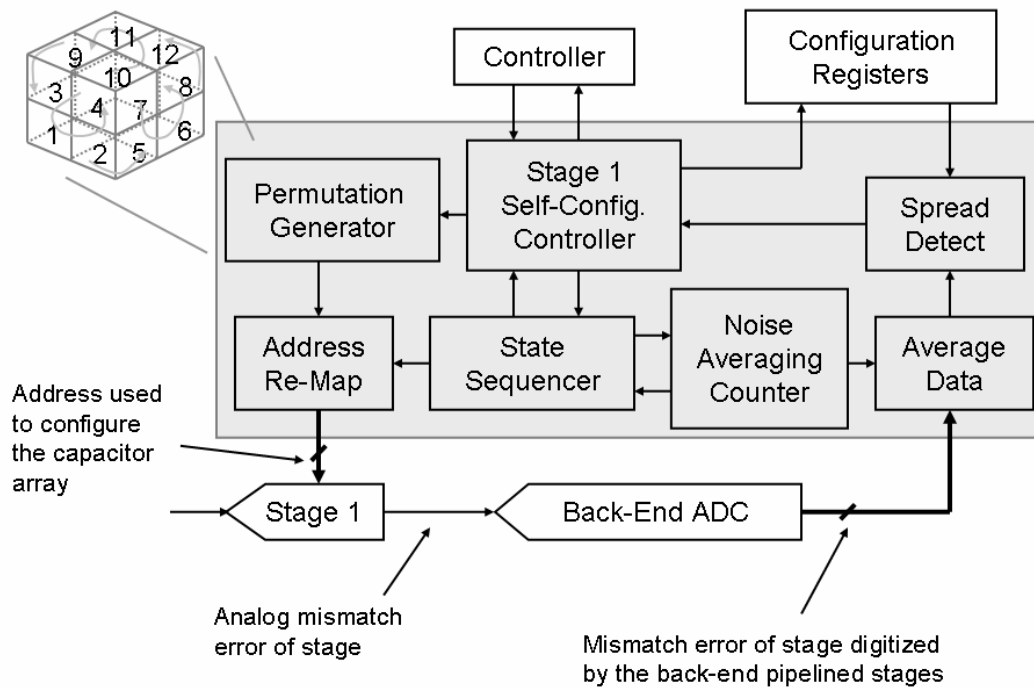 11
9
12
10
3
8
4
7
1
6
2
5
Controller
Configuration
Registers
Permutation
Generator
Stage 1
Self-Config.
Controller
Spread
Detect
Address
Re-Map
State
Sequencer
Noise
Averaging
Counter
Average
Data
Address used
to configure
the capacitor
array
Stage 1
Back-End ADC
Analog mismatch
error of stage
Mismatch error of stage digitized
by the back-end pipelined stages